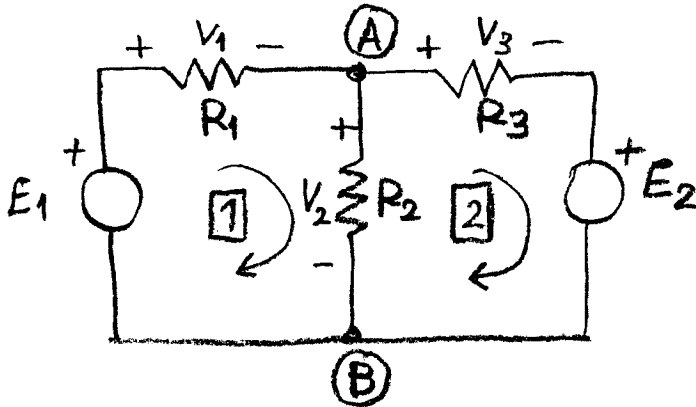 + V1 - A + V3 -
R1 R3
+ + +
E1 1 V2 R2 2 E2
-
B